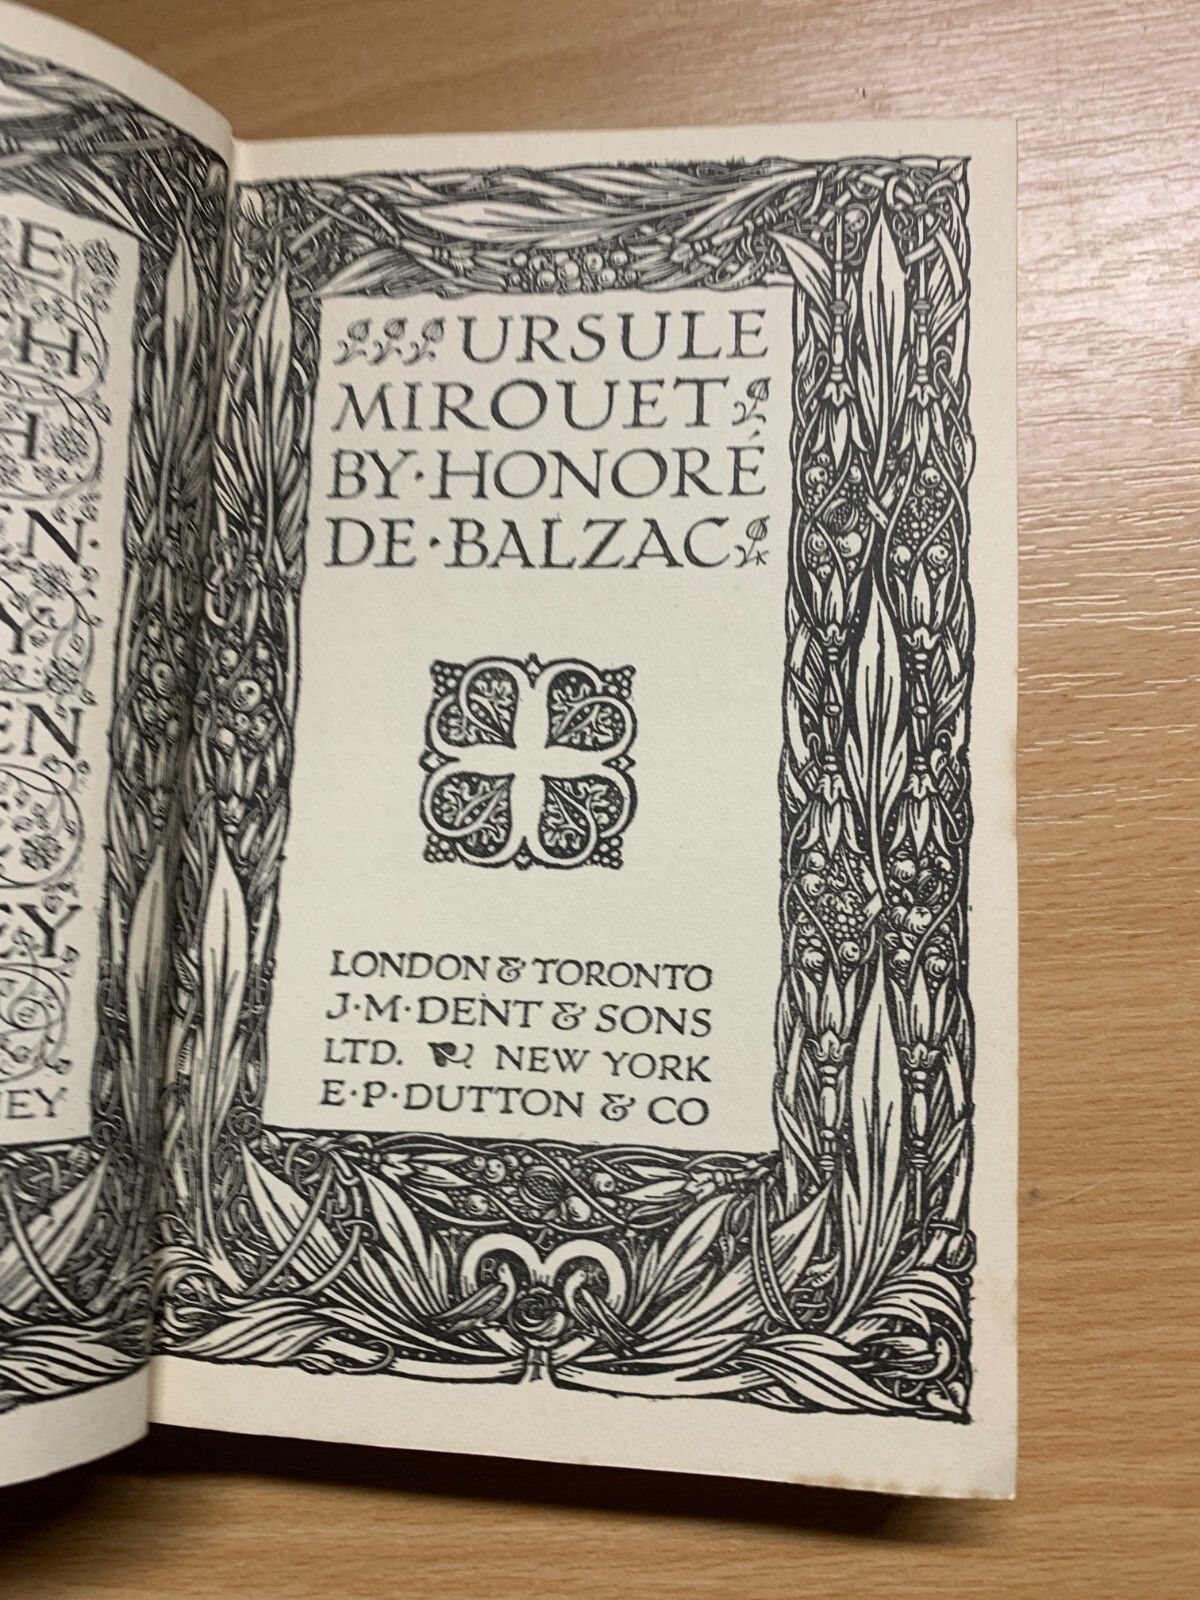 URSULE
MIROUET
BY·HONORÉ
DE·BALZAC
LONDON & TORONTO
J·M·DENT & SONS
LTD. NEW YORK
E·P·DUTTON & CO